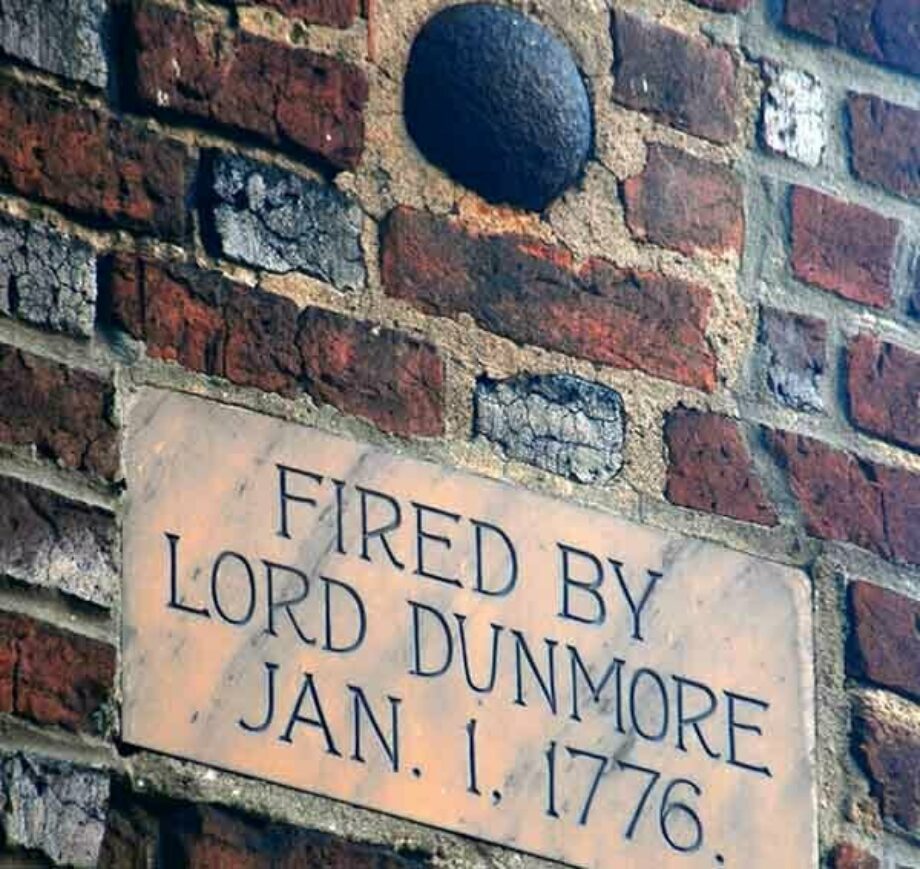 FIRED BY
LORD DUNMORE
JAN. 1, 1776.